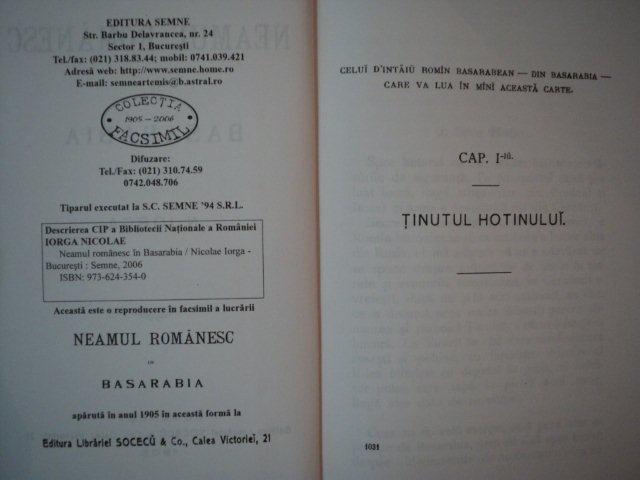 EDITURA SEMNE
Str. Barbu Delavrancea, nr. 24
Sector 1, București
Tel./fax: (021) 318.83.44; mobil: 0741.039.421
Adresă web: http://www.semne.home.ro
E-mail: semneartemis@b.astral.ro
COLECȚIA
1905 - 2006
FACSIMIL
Difuzare:
Tel./Fax: (021) 310.74.59
0742.048.706
Tiparul executat la S.C. SEMNE '94 S.R.L.
Descrierea CIP a Bibliotecii Naționale a României
IORGA NICOLAE
Neamul românesc în Basarabia / Nicolae Iorga -
București : Semne, 2006
ISBN: 973-624-354-0
Această este o reproducere în facsimil a lucrării
NEAMUL ROMĂNESC
BASARABIA
apărută în anul 1905 în această formă la
Editura Librăriei SOCECŬ & Co., Calea Victoriei, 21
CELUĬ D'INTĂIŬ ROMÎN BASARABEAN — DIN BASARABIA —
CARE VA LUA ÎN MÎNI ACEASTĂ CARTE.
CAP. I-iŭ.
ȚINUTUL HOTINULUĬ.
1031